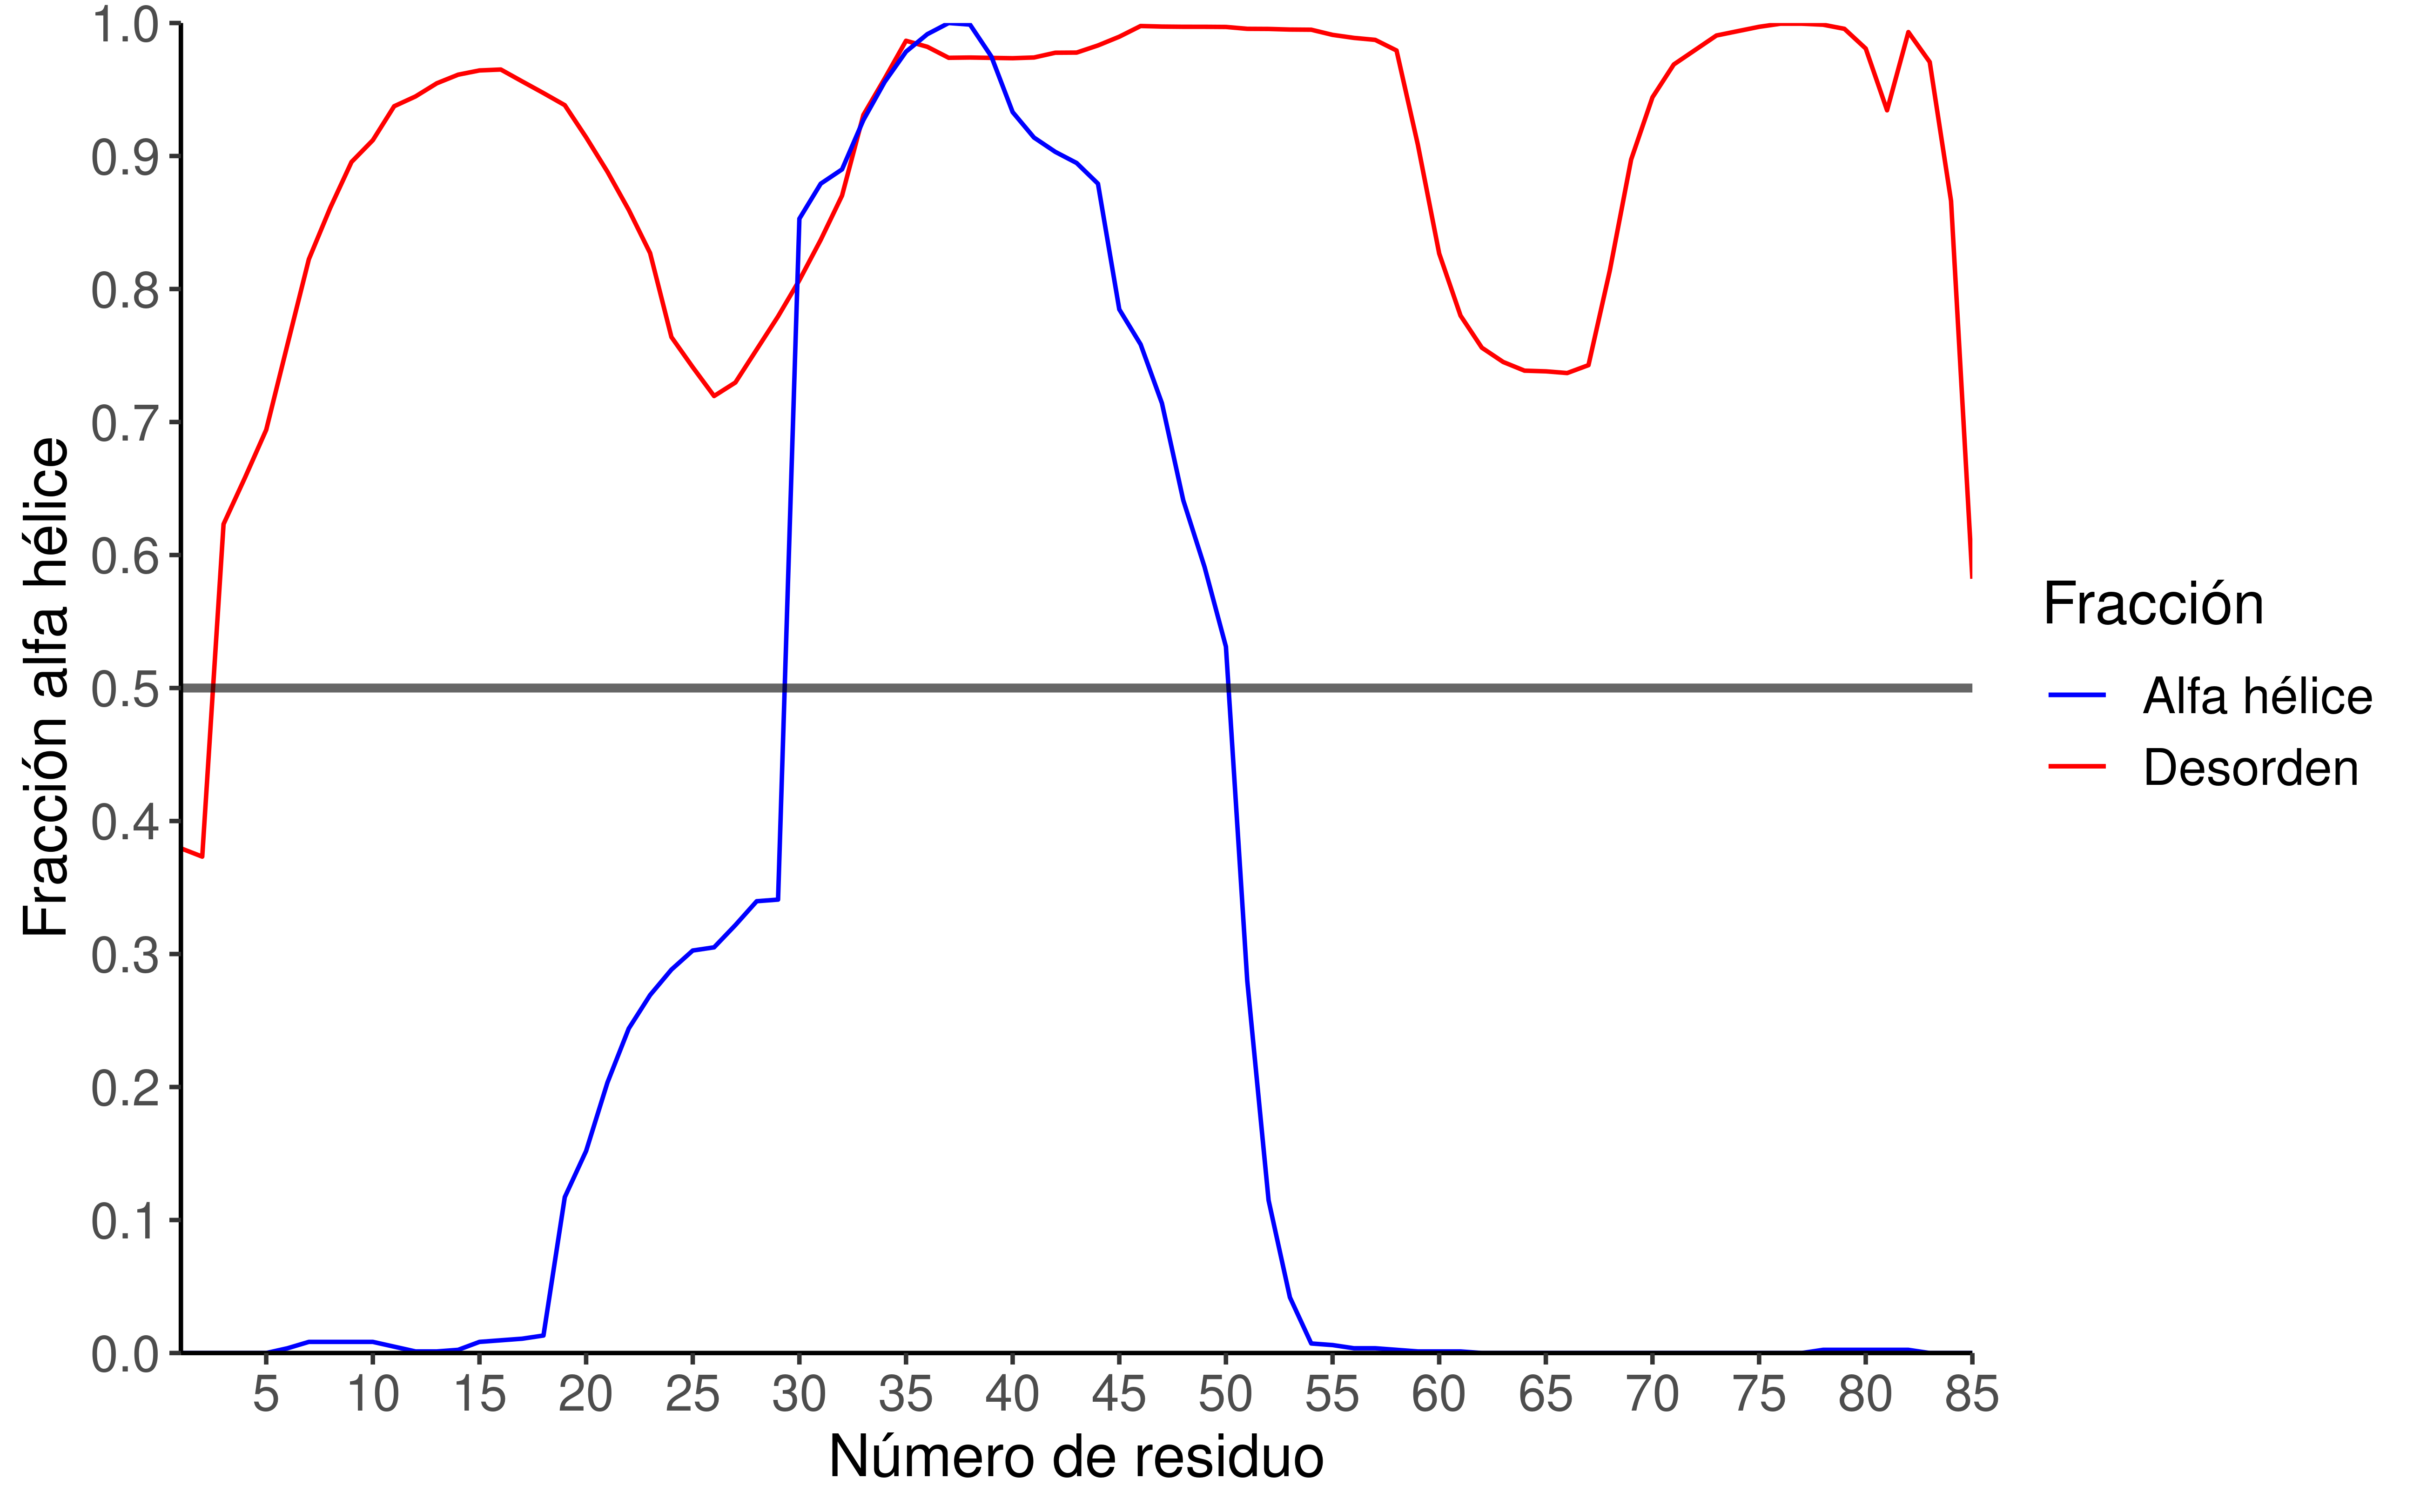 Fracción alfa hélice
1.0
0.9
0.8
0.7
0.6
0.5
0.4
0.3
0.2
0.1
0.0
5 10 15 20 25 30 35 40 45 50 55 60 65 70 75 80 85
Número de residuo
Fracción
Alfa hélice
Desorden